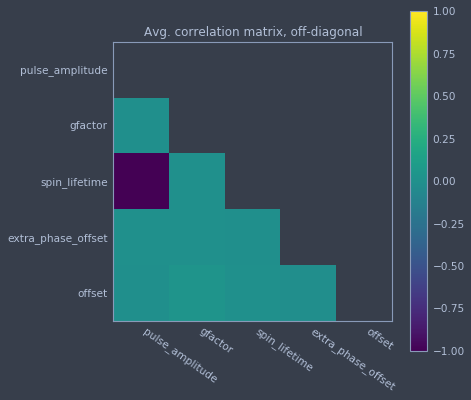 Avg. correlation matrix, off-diagonal
pulse_amplitude
gfactor
spin_lifetime
extra_phase_offset
offset
pulse_amplitude
gfactor
spin_lifetime
extra_phase_offset
offset
1.00
0.75
0.50
0.25
0.00
−0.25
−0.50
−0.75
−1.00